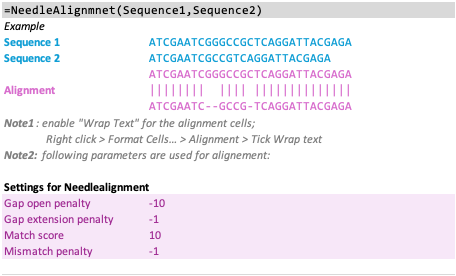 =NeedleAlignmnet(Sequence1,Sequence2)
Example
Sequence 1 ATCGAATCGGGCCGCTCAGGATTACGAGA
Sequence 2 ATCGAATCGCCGTCAGGATTACGAGA
ATCGAATCGGGCCGCTCAGGATTACGAGA
Alignment |||||||| |||| ||||||||||||||
ATCGAATC--GCCG-TCAGGATTACGAGA
Note1 : enable "Wrap Text" for the alignment cells;
Right click > Format Cells... > Alignment > Tick Wrap text
Note2: following parameters are used for alignement:
Settings for Needlealignment
Gap open penalty -10
Gap extension penalty -1
Match score 10
Mismatch penalty -1